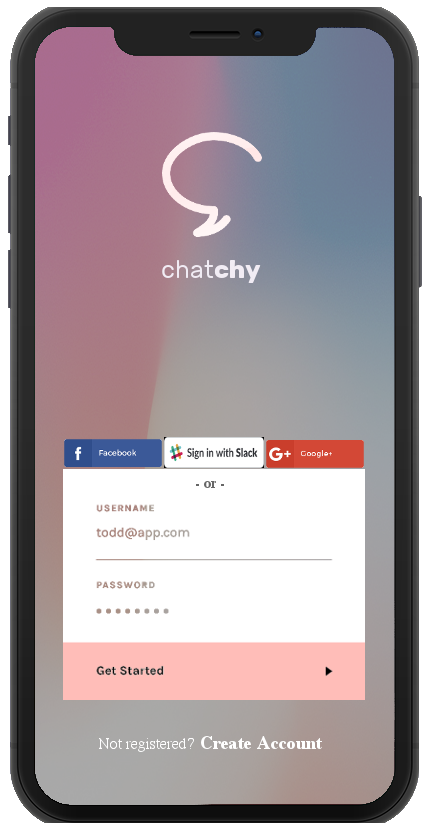 chatchy
Facebook
Sign in with Slack
G+ Google+
- or -
USERNAME
todd@app.com
PASSWORD
Get Started
Not registered? Create Account